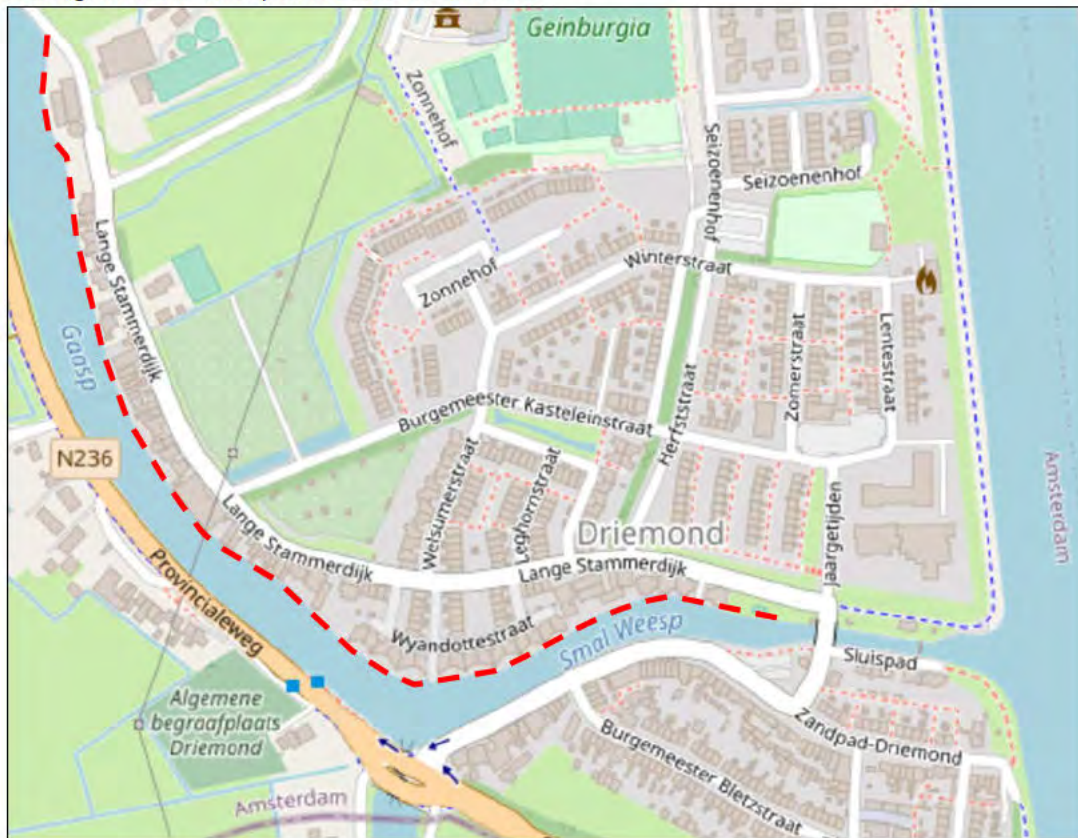 Geinburgia
Zonnehof
Seizoenenhof
Seizoenenhof
Lange Stammerdijk
Winterstraat
Zonnehof
Gaasp
Zomerstraat
Lentestraat
Burgemeester Kasteleinstraat
Herfststraat
N236
Welsumerstraat
Leghornstraat
Amsterdam
Lange Stammerdijk
Driemond
Jaargetijden
Lange Stammerdijk
Provincialeweg
Wyandottestraat
Smal Weesp
Sluispad
Algemene
begraafplaats
Driemond
Zandpad-Driemond
Burgemeester Bletzstraat
Amsterdam